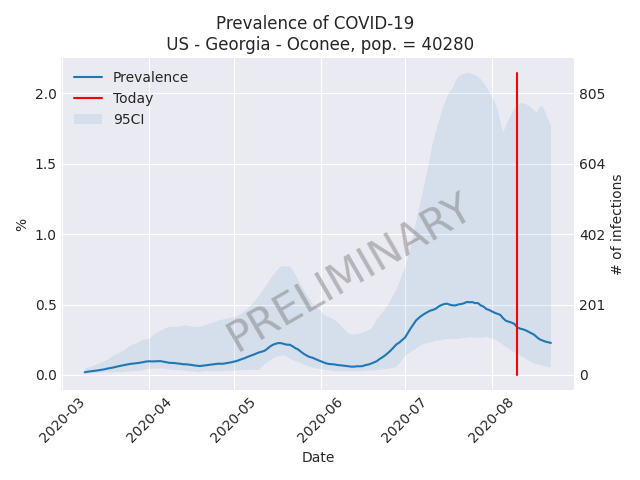 Prevalence of COVID-19
US - Georgia - Oconee, pop. = 40280
Prevalence
Today
95CI
2.0
1.5
1.0
0.5
0.0
%
805
604
402
201
0
# of infections
PRELIMINARY
2020-03
2020-04
2020-05
2020-06
2020-07
2020-08
Date